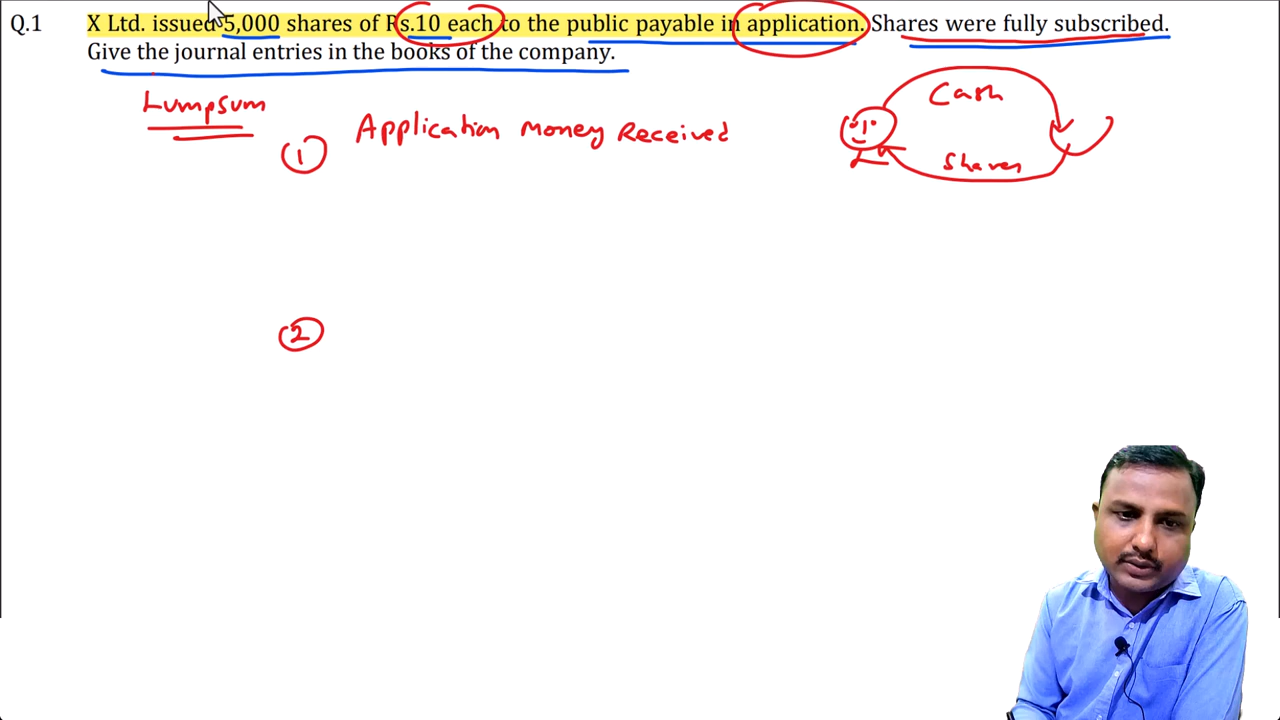 Q.1 X Ltd. issued 5,000 shares of Rs.10 each to the public payable in application. Shares were fully subscribed.
Give the journal entries in the books of the company.
Lumpsum
① Application Money Received
Cash
Shares
②